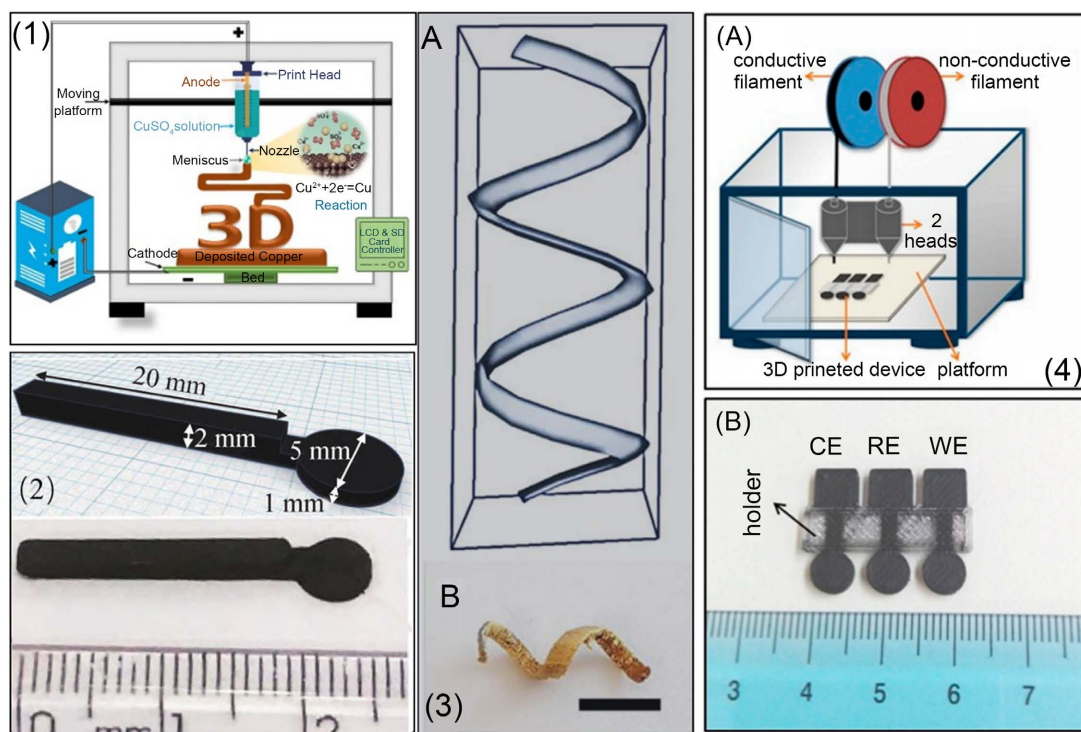 (1)
+
Print Head
Anode
Moving
platform
CuSO4solution
Nozzle
Meniscus
Cu2++2e-=Cu
Reaction
3D
LCD & SD
Card
Controller
Cathode
Deposited Copper
Bed
+
-
-
(2)
20 mm
2 mm
5 mm
1 mm
0 mm 1 2
A
B
(3)
(A)
conductive
filament
non-conductive
filament
2
heads
3D prineted device
platform
(4)
(B)
CE RE WE
holder
3 4 5 6 7